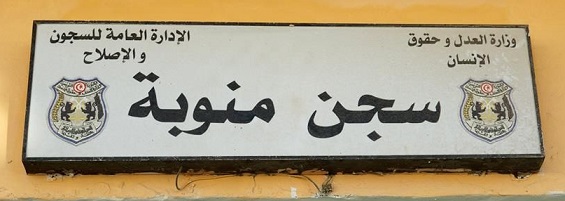 وزارة العدل و حقوق
الإنسان
الإدارة العامة للسجون
و الإصلاح
سجن منوبة